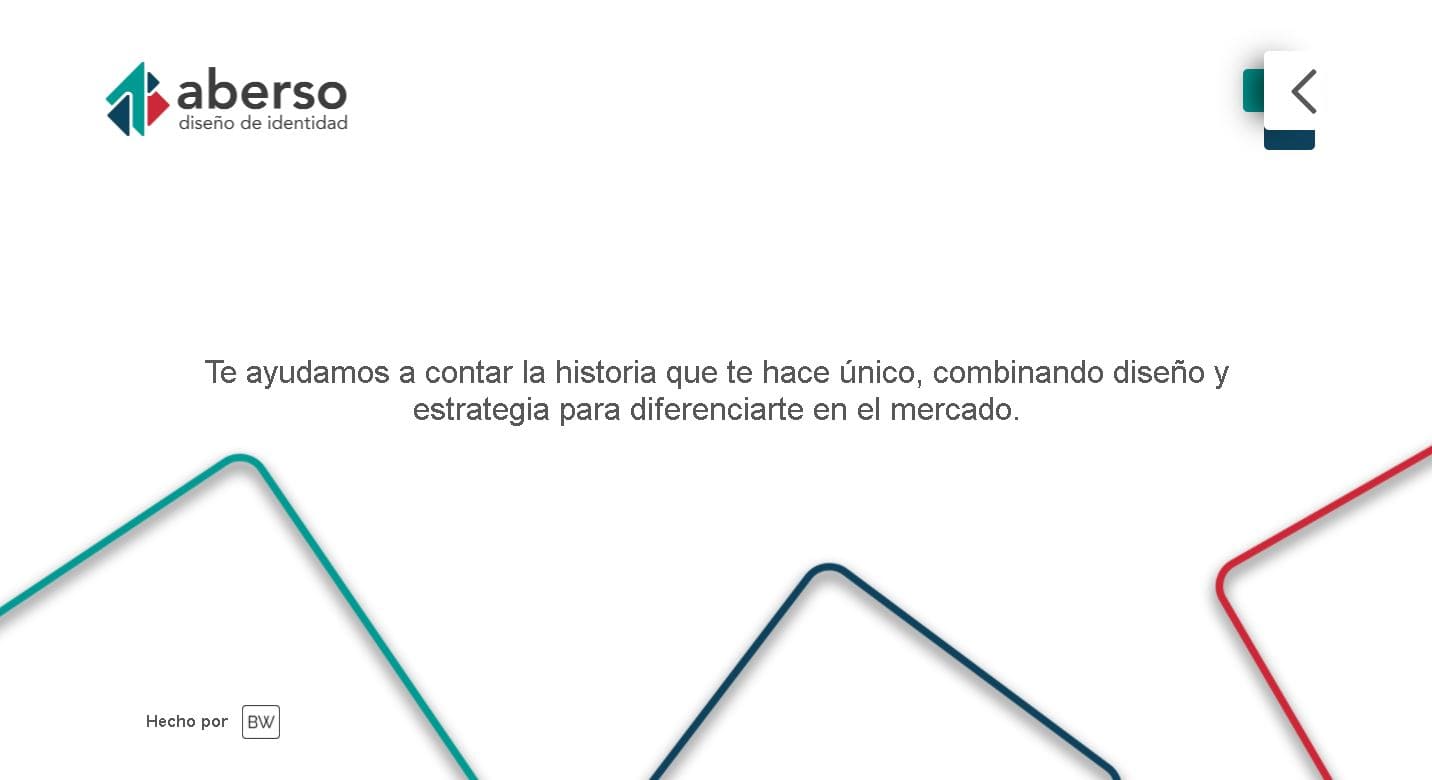 aberso
diseño de identidad
Te ayudamos a contar la historia que te hace único, combinando diseño y
estrategia para diferenciarte en el mercado.
Hecho por BW